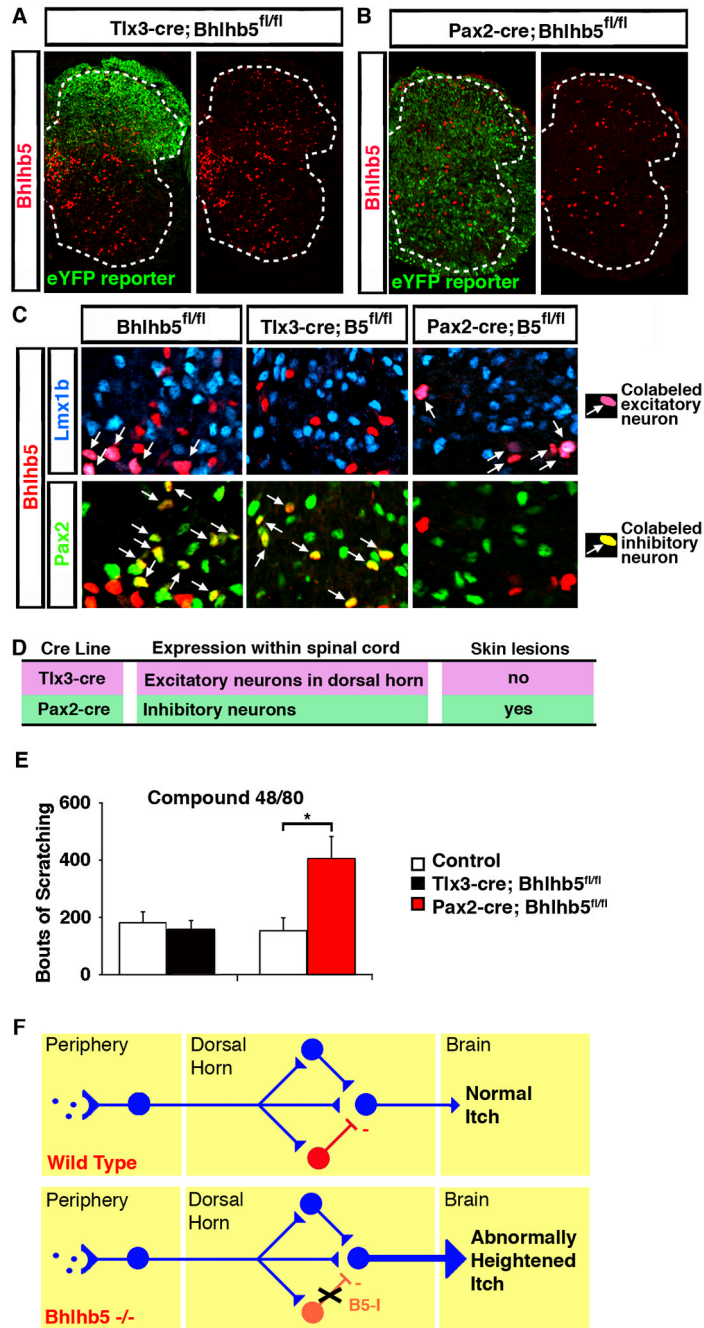 A
Tlx3-cre; Bhlhb5fl/fl
Bhlhb5
eYFP reporter
B
Pax2-cre; Bhlhb5fl/fl
Bhlhb5
eYFP reporter
C
Bhlhb5fl/fl
Tlx3-cre; B5fl/fl
Pax2-cre; B5fl/fl
Bhlhb5
Lmx1b
Colabeled
excitatory
neuron
Pax2
Colabeled
inhibitory
neuron
D
Cre Line Expression within spinal cord Skin lesions
Tlx3-cre Excitatory neurons in dorsal horn no
Pax2-cre Inhibitory neurons yes
E
Compound 48/80
Bouts of Scratching
600
400
200
0
*
Control
Tlx3-cre; Bhlhb5fl/fl
Pax2-cre; Bhlhb5fl/fl
F
Periphery
Dorsal
Horn
Brain
Normal
Itch
-
Wild Type
Periphery
Dorsal
Horn
Brain
Abnormally
Heightened
Itch
-
B5-I
Bhlhb5 -/-